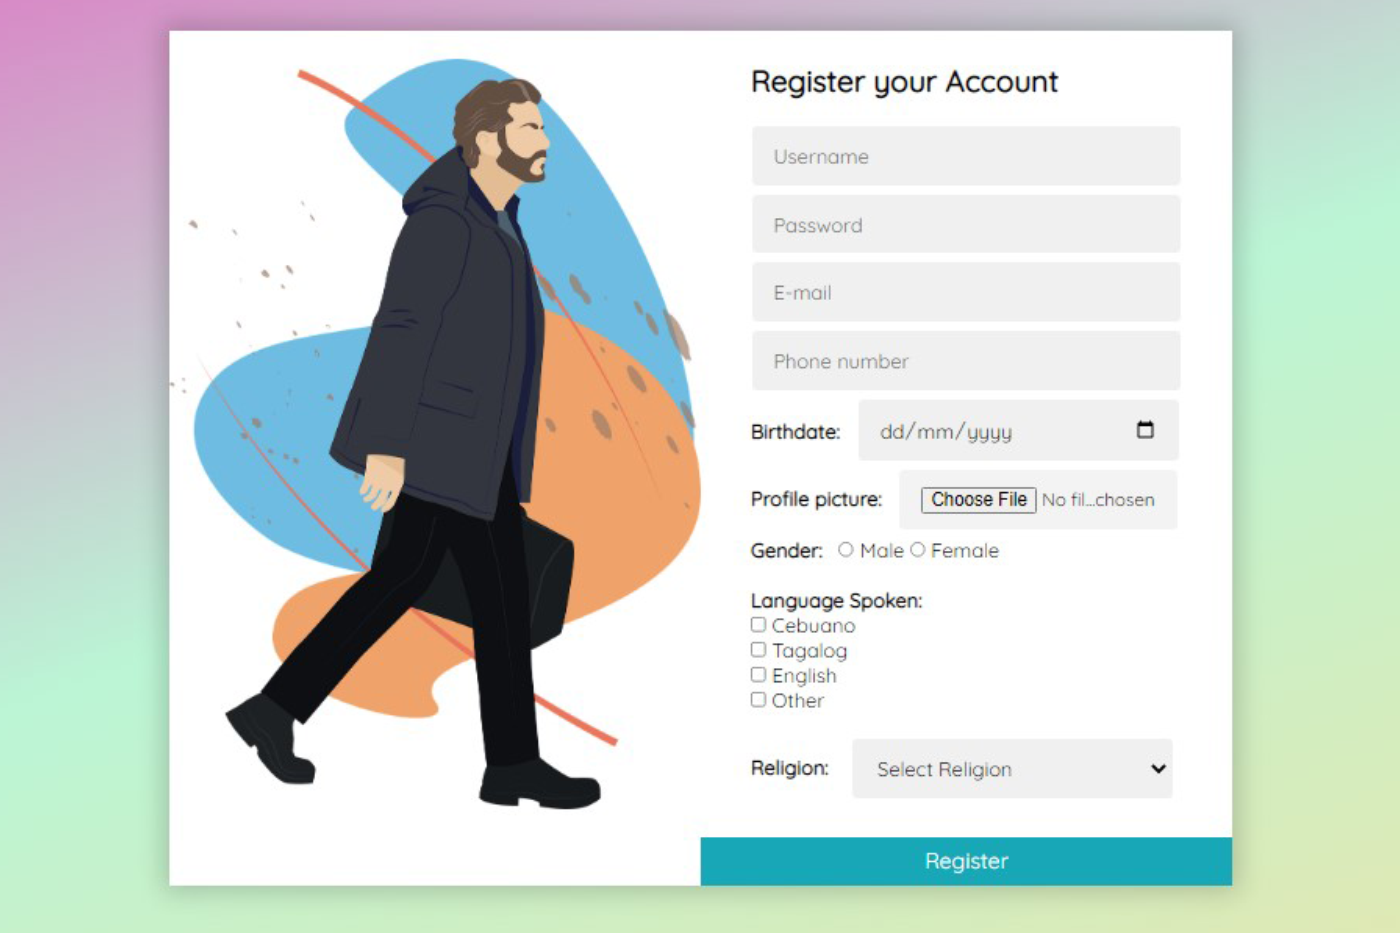 Register your Account
Username
Password
E-mail
Phone number
Birthdate: dd/mm/yyyy
Profile picture: Choose File No fil...chosen
Gender: Male Female
Language Spoken:
Cebuano
Tagalog
English
Other
Religion: Select Religion
Register